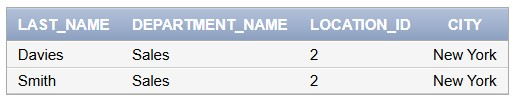 LAST_NAME DEPARTMENT_NAME LOCATION_ID CITY
Davies Sales 2 New York
Smith Sales 2 New York